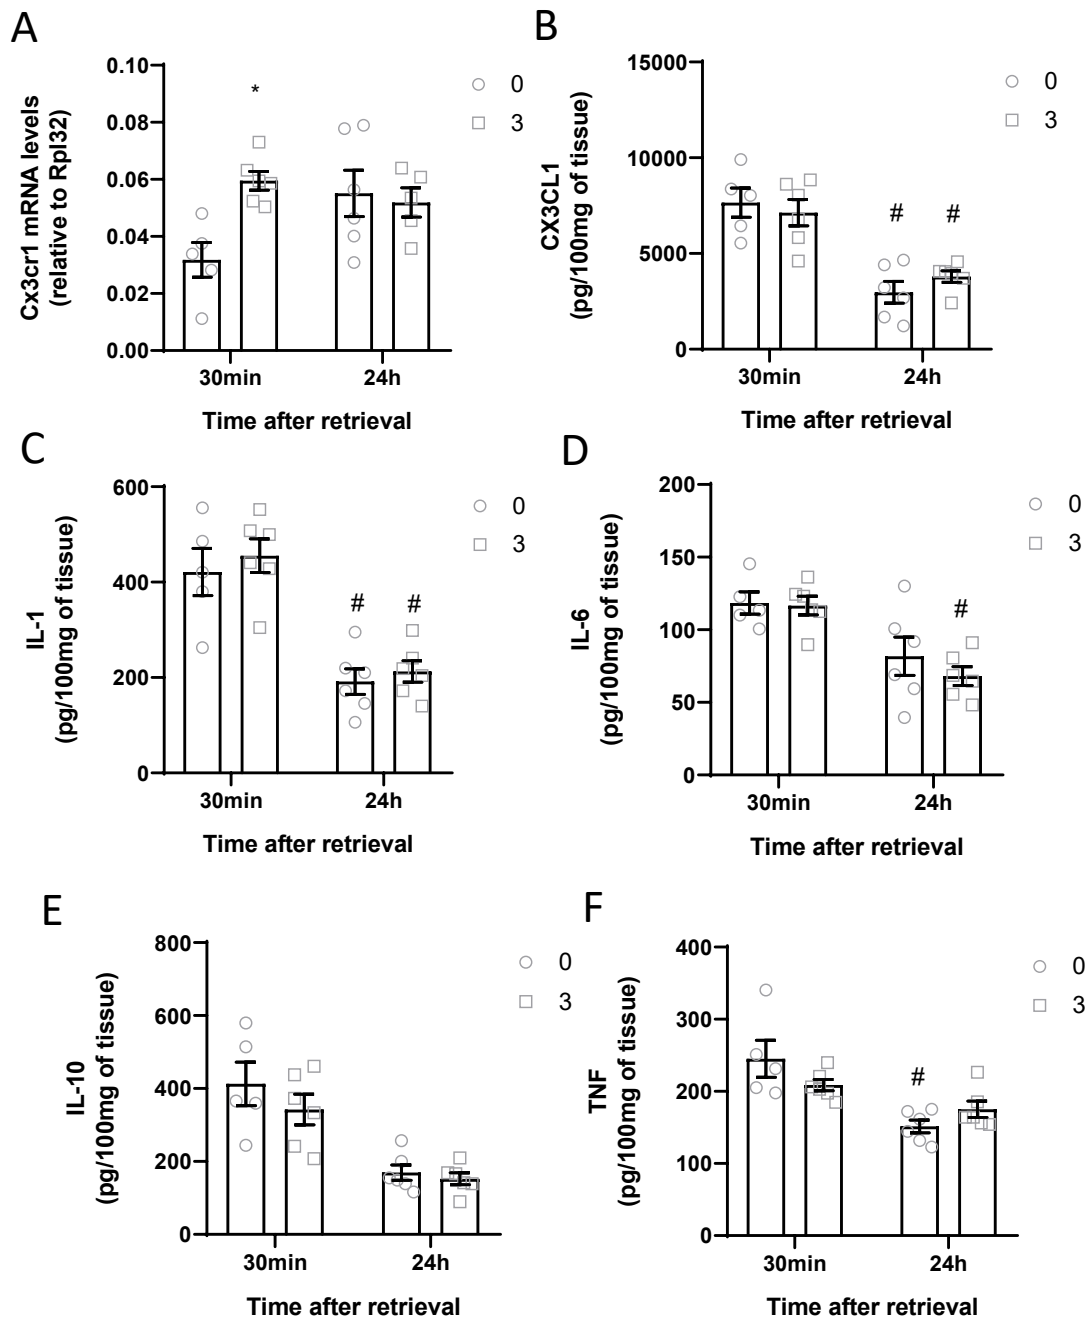 A
Cx3cr1 mRNA levels
(relative to Rpl32)
0.10
0.08
0.06
0.04
0.02
0.00
*
0
3
30min
24h
Time after retrieval
B
CX3CL1
(pg/100mg of tissue)
15000
10000
5000
0
#
#
0
3
30min
24h
Time after retrieval
C
IL-1
(pg/100mg of tissue)
600
400
200
0
#
#
0
3
30min
24h
Time after retrieval
D
IL-6
(pg/100mg of tissue)
200
150
100
50
0
#
0
3
30min
24h
Time after retrieval
E
IL-10
(pg/100mg of tissue)
800
600
400
200
0
0
3
30min
24h
Time after retrieval
F
TNF
(pg/100mg of tissue)
400
300
200
100
0
#
0
3
30min
24h
Time after retrieval